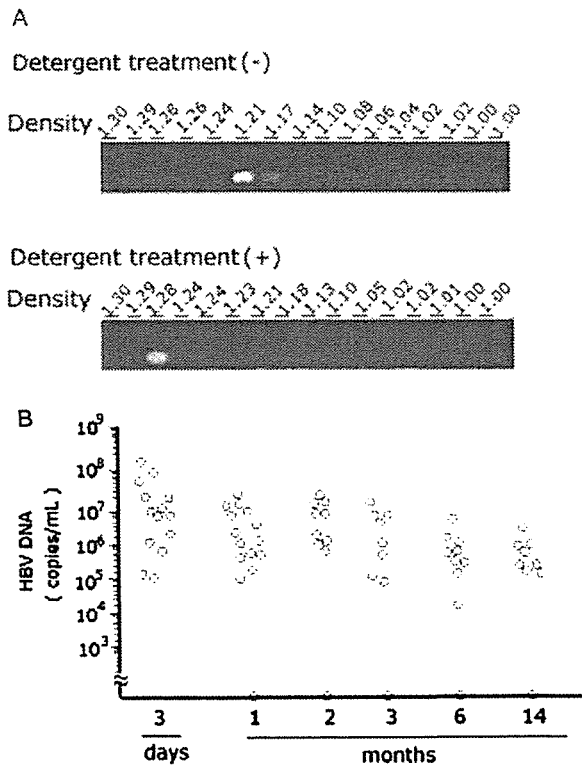 A
Detergent treatment (-)
Density 1.30 1.29 1.28 1.26 1.24 1.21 1.17 1.14 1.10 1.08 1.06 1.04 1.02 1.02 1.00 1.00
Detergent treatment (+)
Density 1.30 1.29 1.28 1.24 1.24 1.23 1.21 1.18 1.13 1.10 1.05 1.02 1.02 1.01 1.00 1.00
B
HBV DNA
( copies/mL )
10⁹
10⁸
10⁷
10⁶
10⁵
10⁴
10³
3 1 2 3 6 14
days months